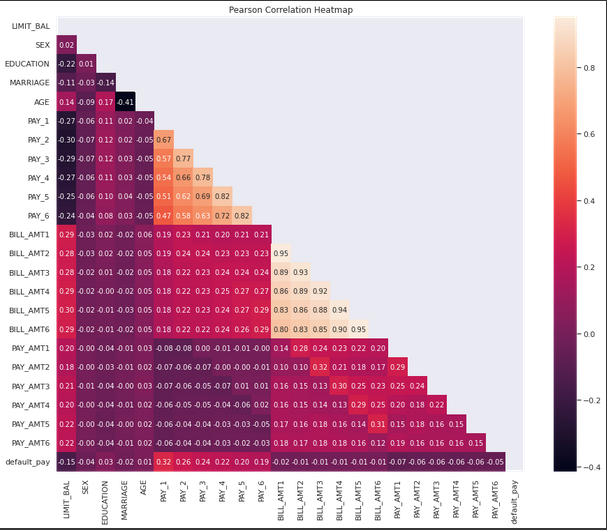 Pearson Correlation Heatmap
LIMIT_BAL
SEX 0.02
EDUCATION -0.22 0.01
MARRIAGE -0.11 -0.03 -0.14
AGE 0.14 -0.09 0.17 -0.41
PAY_1 -0.27 -0.06 0.11 0.02 -0.04
PAY_2 -0.30 -0.07 0.12 0.02 -0.05 0.67
PAY_3 -0.29 -0.07 0.12 0.03 -0.05 0.57 0.77
PAY_4 -0.27 -0.06 0.11 0.03 -0.05 0.54 0.66 0.78
PAY_5 -0.25 -0.06 0.10 0.04 -0.05 0.51 0.62 0.69 0.82
PAY_6 -0.24 -0.04 0.08 0.03 -0.05 0.47 0.58 0.63 0.72 0.82
BILL_AMT1 0.29 -0.03 0.02 -0.02 0.06 0.19 0.23 0.21 0.20 0.21 0.21
BILL_AMT2 0.28 -0.03 0.02 -0.02 0.05 0.19 0.24 0.24 0.23 0.23 0.23 0.95
BILL_AMT3 0.28 -0.02 0.01 -0.02 0.05 0.18 0.22 0.23 0.24 0.24 0.24 0.89 0.93
BILL_AMT4 0.29 -0.02 -0.00 -0.02 0.05 0.18 0.22 0.23 0.25 0.27 0.27 0.86 0.89 0.92
BILL_AMT5 0.30 -0.02 -0.01 -0.03 0.05 0.18 0.22 0.23 0.24 0.27 0.29 0.83 0.86 0.88 0.94
BILL_AMT6 0.29 -0.02 -0.01 -0.02 0.05 0.18 0.22 0.22 0.24 0.26 0.29 0.89 0.83 0.85 0.90 0.95
PAY_AMT1 0.20 -0.00 -0.04 -0.01 0.03 -0.08 -0.08 0.00 -0.01 -0.01 -0.00 0.14 0.28 0.24 0.23 0.22 0.20
PAY_AMT2 0.18 -0.00 -0.03 -0.01 0.02 -0.07 -0.06 -0.07 -0.00 -0.00 -0.01 0.10 0.10 0.32 0.21 0.18 0.17 0.29
PAY_AMT3 0.21 -0.01 -0.04 -0.00 0.03 -0.07 -0.06 -0.05 -0.07 0.01 0.01 0.16 0.15 0.13 0.30 0.25 0.23 0.25 0.24
PAY_AMT4 0.20 -0.00 -0.04 -0.01 0.02 -0.06 -0.05 -0.05 -0.04 -0.06 0.02 0.16 0.15 0.14 0.13 0.29 0.25 0.20 0.18 0.22
PAY_AMT5 0.22 -0.00 -0.04 -0.00 0.02 -0.06 -0.04 -0.04 -0.03 -0.03 -0.05 0.17 0.16 0.18 0.16 0.14 0.31 0.15 0.18 0.16 0.15
PAY_AMT6 0.22 -0.00 -0.04 -0.01 0.02 -0.06 -0.04 -0.04 -0.03 -0.02 -0.03 0.18 0.17 0.18 0.18 0.16 0.12 0.19 0.16 0.16 0.16 0.15
default_pay -0.15 -0.04 0.03 -0.02 0.01 0.32 0.26 0.24 0.22 0.20 0.19 -0.02 -0.01 -0.01 -0.01 -0.01 -0.01 -0.07 -0.06 -0.06 -0.06 -0.06 -0.05
LIMIT_BAL SEX EDUCATION MARRIAGE AGE PAY_1 PAY_2 PAY_3 PAY_4 PAY_5 PAY_6 BILL_AMT1 BILL_AMT2 BILL_AMT3 BILL_AMT4 BILL_AMT5 BILL_AMT6 PAY_AMT1 PAY_AMT2 PAY_AMT3 PAY_AMT4 PAY_AMT5 PAY_AMT6 default_pay
0.8
0.6
0.4
0.2
0.0
−0.2
−0.4